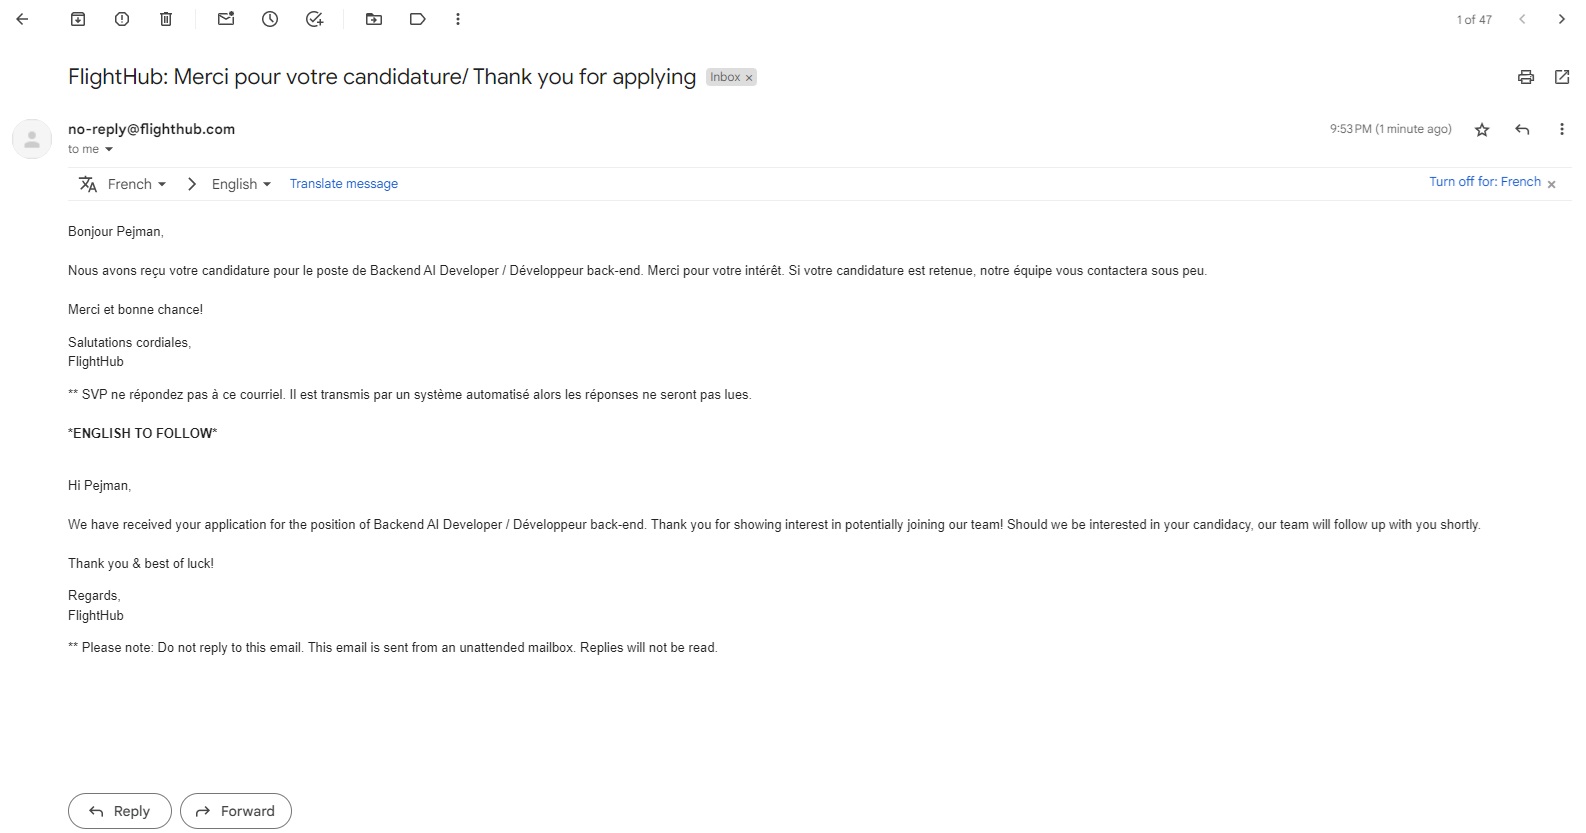 1 of 47
FlightHub: Merci pour votre candidature/ Thank you for applying Inbox ×
no-reply@flighthub.com 9:53 PM (1 minute ago)
to me
French > English Translate message Turn off for: French ×
Bonjour Pejman,
Nous avons reçu votre candidature pour le poste de Backend AI Developer / Développeur back-end. Merci pour votre intérêt. Si votre candidature est retenue, notre équipe vous contactera sous peu.
Merci et bonne chance!
Salutations cordiales,
FlightHub
** SVP ne répondez pas à ce courriel. Il est transmis par un système automatisé alors les réponses ne seront pas lues.
*ENGLISH TO FOLLOW*
Hi Pejman,
We have received your application for the position of Backend AI Developer / Développeur back-end. Thank you for showing interest in potentially joining our team! Should we be interested in your candidacy, our team will follow up with you shortly.
Thank you & best of luck!
Regards,
FlightHub
** Please note: Do not reply to this email. This email is sent from an unattended mailbox. Replies will not be read.
Reply Forward